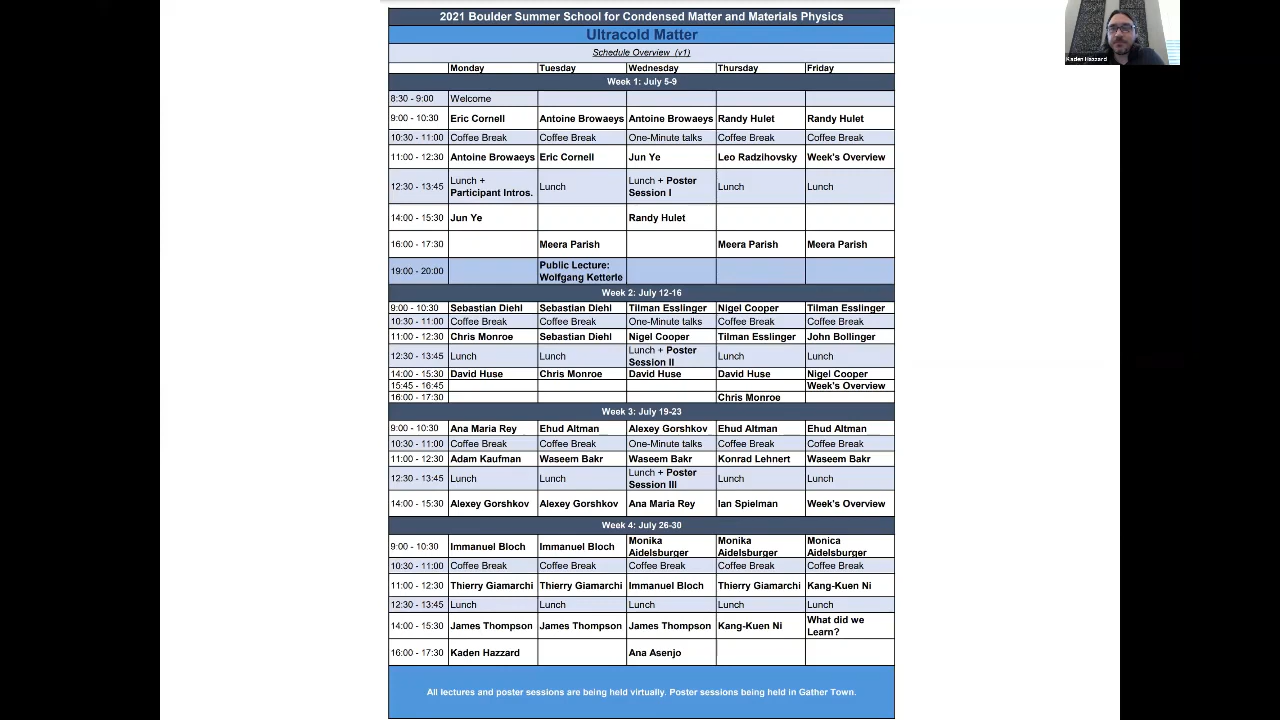 2021 Boulder Summer School for Condensed Matter and Materials Physics
Ultracold Matter
Schedule Overview (v1)
Monday Tuesday Wednesday Thursday Friday
Week 1: July 5-9
8:30 - 9:00 Welcome
9:00 - 10:30 Eric Cornell Antoine Browaeys Antoine Browaeys Randy Hulet Randy Hulet
10:30 - 11:00 Coffee Break Coffee Break One-Minute talks Coffee Break Coffee Break
11:00 - 12:30 Antoine Browaeys Eric Cornell Jun Ye Leo Radzihovsky Week's Overview
12:30 - 13:45 Lunch + Participant Intros. Lunch Lunch + Poster Session I Lunch Lunch
14:00 - 15:30 Jun Ye Randy Hulet
16:00 - 17:30 Meera Parish Meera Parish Meera Parish
19:00 - 20:00 Public Lecture: Wolfgang Ketterle
Week 2: July 12-16
9:00 - 10:30 Sebastian Diehl Sebastian Diehl Tilman Esslinger Nigel Cooper Tilman Esslinger
10:30 - 11:00 Coffee Break Coffee Break One-Minute talks Coffee Break Coffee Break
11:00 - 12:30 Chris Monroe Sebastian Diehl Nigel Cooper Tilman Esslinger John Bollinger
12:30 - 13:45 Lunch Lunch Lunch + Poster Session II Lunch Lunch
14:00 - 15:30 David Huse Chris Monroe David Huse David Huse Nigel Cooper
15:45 - 16:45 Week's Overview
16:00 - 17:30 Chris Monroe
Week 3: July 19-23
9:00 - 10:30 Ana Maria Rey Ehud Altman Alexey Gorshkov Ehud Altman Ehud Altman
10:30 - 11:00 Coffee Break Coffee Break One-Minute talks Coffee Break Coffee Break
11:00 - 12:30 Adam Kaufman Waseem Bakr Waseem Bakr Konrad Lehnert Waseem Bakr
12:30 - 13:45 Lunch Lunch Lunch + Poster Session III Lunch Lunch
14:00 - 15:30 Alexey Gorshkov Alexey Gorshkov Ana Maria Rey Ian Spielman Week's Overview
Week 4: July 26-30
9:00 - 10:30 Immanuel Bloch Immanuel Bloch Monika Aidelsburger Monika Aidelsburger Monica Aidelsburger
10:30 - 11:00 Coffee Break Coffee Break Coffee Break Coffee Break Coffee Break
11:00 - 12:30 Thierry Giamarchi Thierry Giamarchi Immanuel Bloch Thierry Giamarchi Kang-Kuen Ni
12:30 - 13:45 Lunch Lunch Lunch Lunch Lunch
14:00 - 15:30 James Thompson James Thompson James Thompson Kang-Kuen Ni What did we Learn?
16:00 - 17:30 Kaden Hazzard Ana Asenjo
All lectures and poster sessions are being held virtually. Poster sessions being held in Gather Town.
Kaden Hazzard